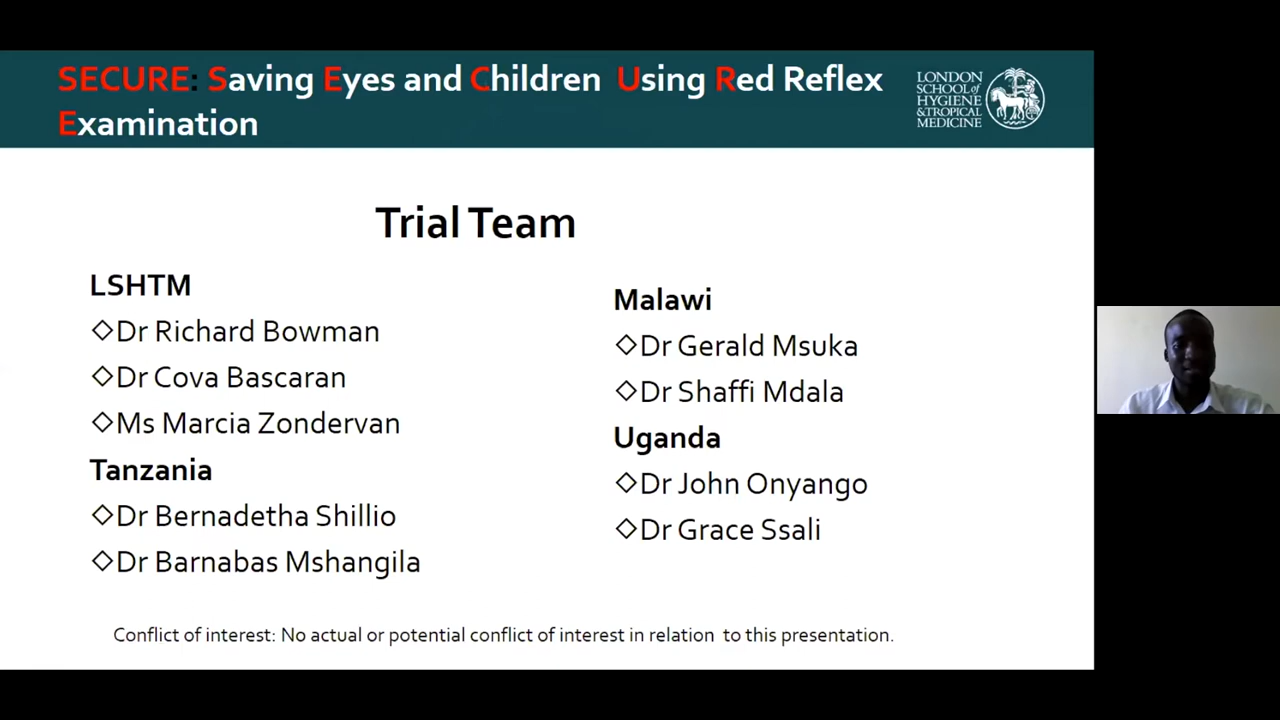 SECURE: Saving Eyes and Children Using Red Reflex
Examination
LONDON
SCHOOL of
HYGIENE
& TROPICAL
MEDICINE
Trial Team
LSHTM
◇Dr Richard Bowman
◇Dr Cova Bascaran
◇Ms Marcia Zondervan
Tanzania
◇Dr Bernadetha Shillio
◇Dr Barnabas Mshangila
Malawi
◇Dr Gerald Msuka
◇Dr Shaffi Mdala
Uganda
◇Dr John Onyango
◇Dr Grace Ssali
Conflict of interest: No actual or potential conflict of interest in relation to this presentation.